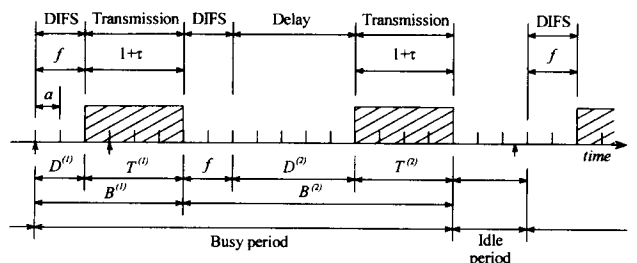 DIFS Transmission DIFS Delay Transmission DIFS
f 1+τ 1+τ f
a
time
D⁽¹⁾ T⁽¹⁾ f D⁽²⁾ T⁽²⁾
B⁽¹⁾ B⁽²⁾
Busy period Idle
period